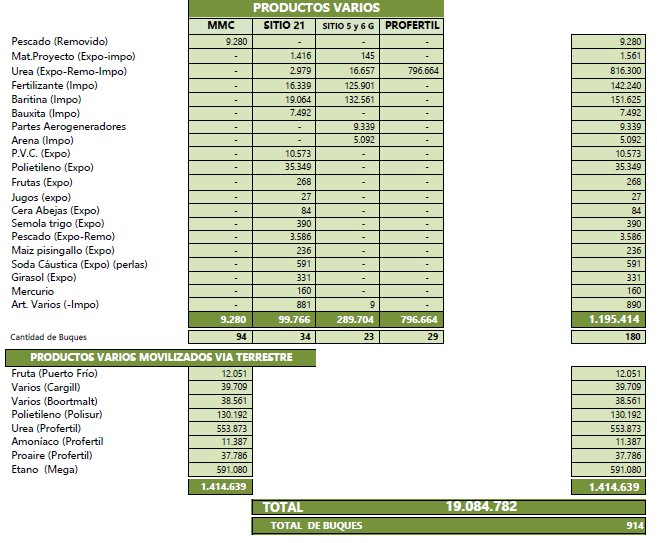 PRODUCTOS VARIOS
MMC SITIO 21 SITIO 5 y 6 G PROFERTIL
Pescado (Removido) 9.280 - - - 9.280
Mat.Proyecto (Expo-impo) - 1.416 145 - 1.561
Urea (Expo-Remo-Impo) - 2.979 16.657 796.664 816.300
Fertilizante (Impo) - 16.339 125.901 - 142.240
Baritina (Impo) - 19.064 132.561 - 151.625
Bauxita (Impo) - 7.492 - - 7.492
Partes Aerogeneradores - - 9.339 - 9.339
Arena (Impo) - - 5.092 - 5.092
P.V.C. (Expo) - 10.573 - - 10.573
Polietileno (Expo) - 35.349 - - 35.349
Frutas (Expo) - 268 - - 268
Jugos (expo) - 27 - - 27
Cera Abejas (Expo) - 84 - - 84
Semola trigo (Expo) - 390 - - 390
Pescado (Expo-Remo) - 3.586 - - 3.586
Maiz pisingallo (Expo) - 236 - - 236
Soda Cáustica (Expo) (perlas) - 591 - - 591
Girasol (Expo) - 331 - - 331
Mercurio - 160 - - 160
Art. Varios (-Impo) - 881 9 - 890
9.280 99.766 289.704 796.664 1.195.414
Cantidad de Buques 94 34 23 29 180
PRODUCTOS VARIOS MOVILIZADOS VIA TERRESTRE
Fruta (Puerto Frío) 12.051 12.051
Varios (Cargill) 39.709 39.709
Varios (Boortmalt) 38.561 38.561
Polietileno (Polisur) 130.192 130.192
Urea (Profertil) 553.873 553.873
Amoníaco (Profertil 11.387 11.387
Proaire (Profertil) 37.786 37.786
Etano (Mega) 591.080 591.080
1.414.639 1.414.639
TOTAL 19.084.782
TOTAL DE BUQUES 914